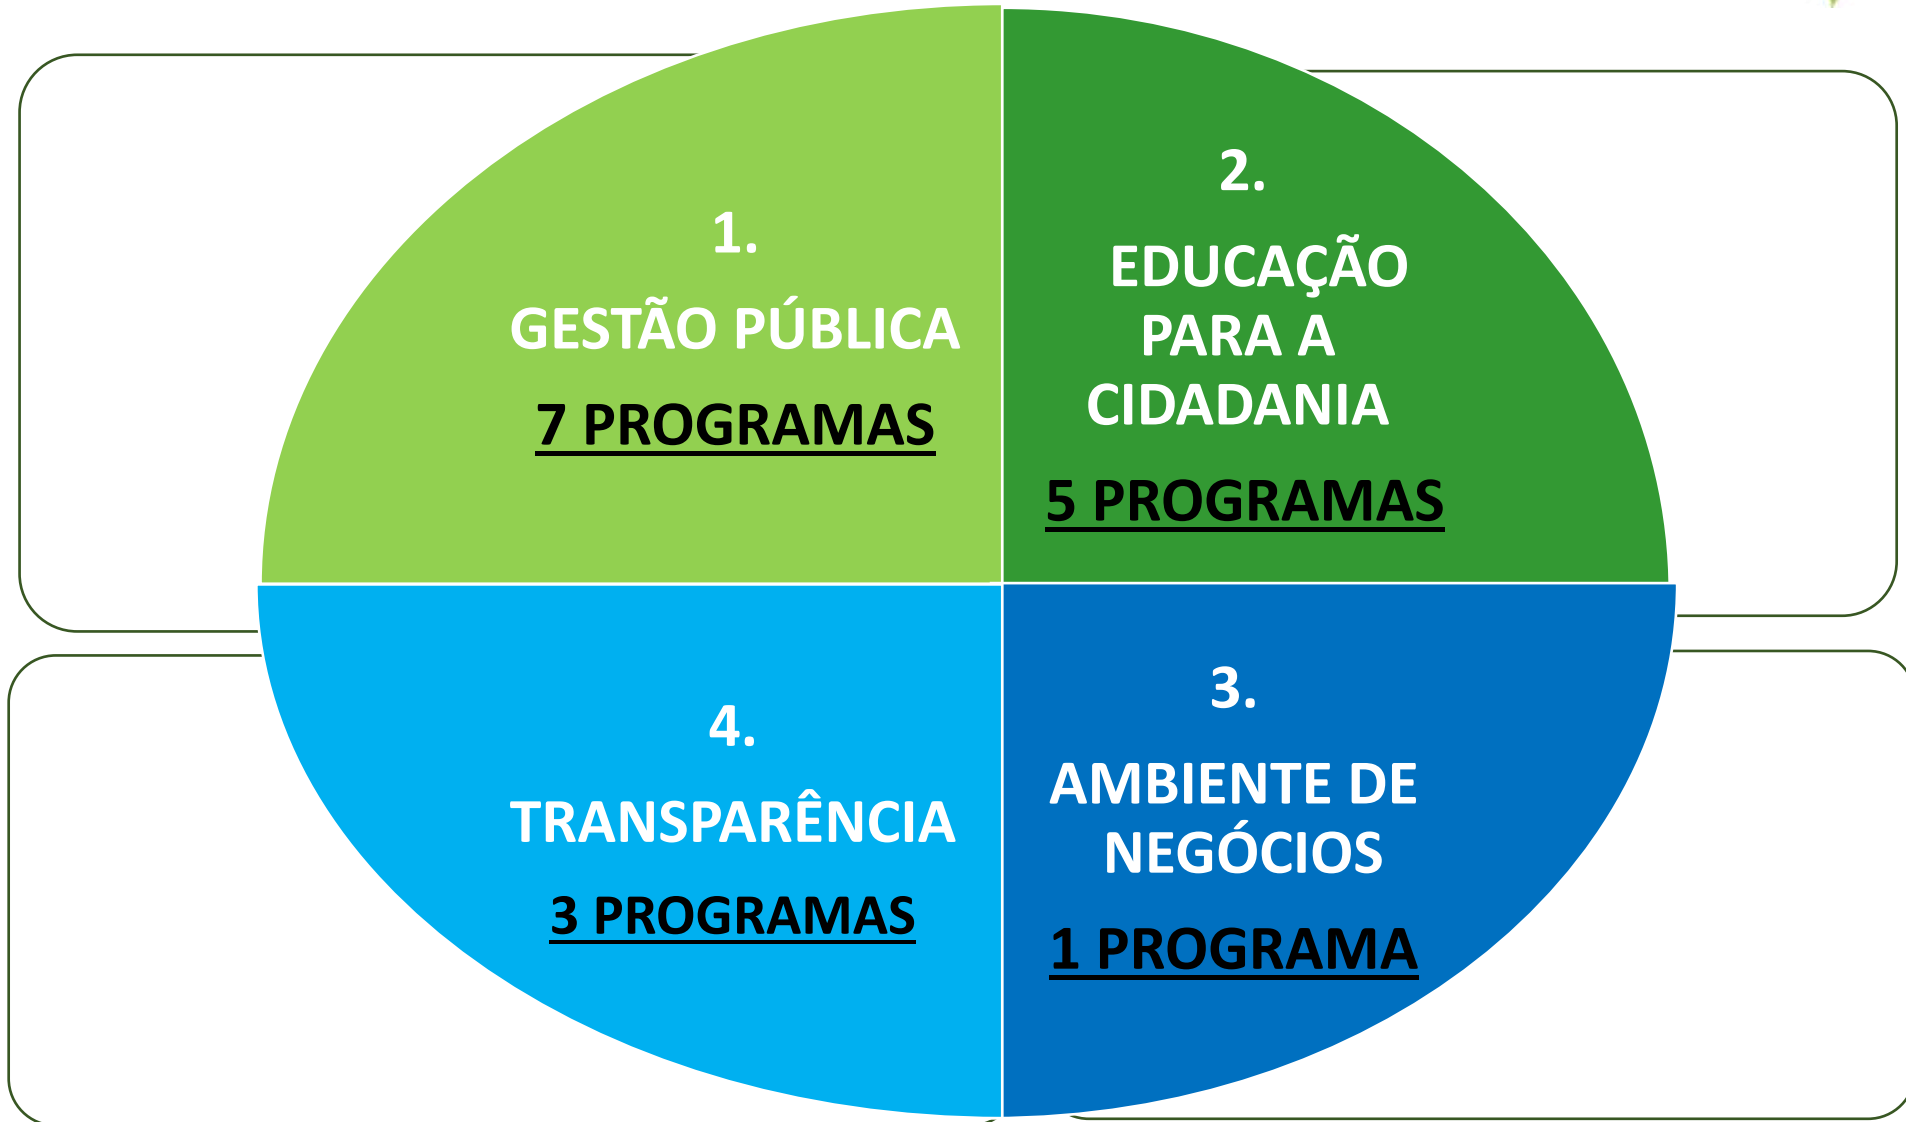 1.
GESTÃO PÚBLICA
7 PROGRAMAS
2.
EDUCAÇÃO
PARA A
CIDADANIA
5 PROGRAMAS
3.
AMBIENTE DE
NEGÓCIOS
1 PROGRAMA
4.
TRANSPARÊNCIA
3 PROGRAMAS